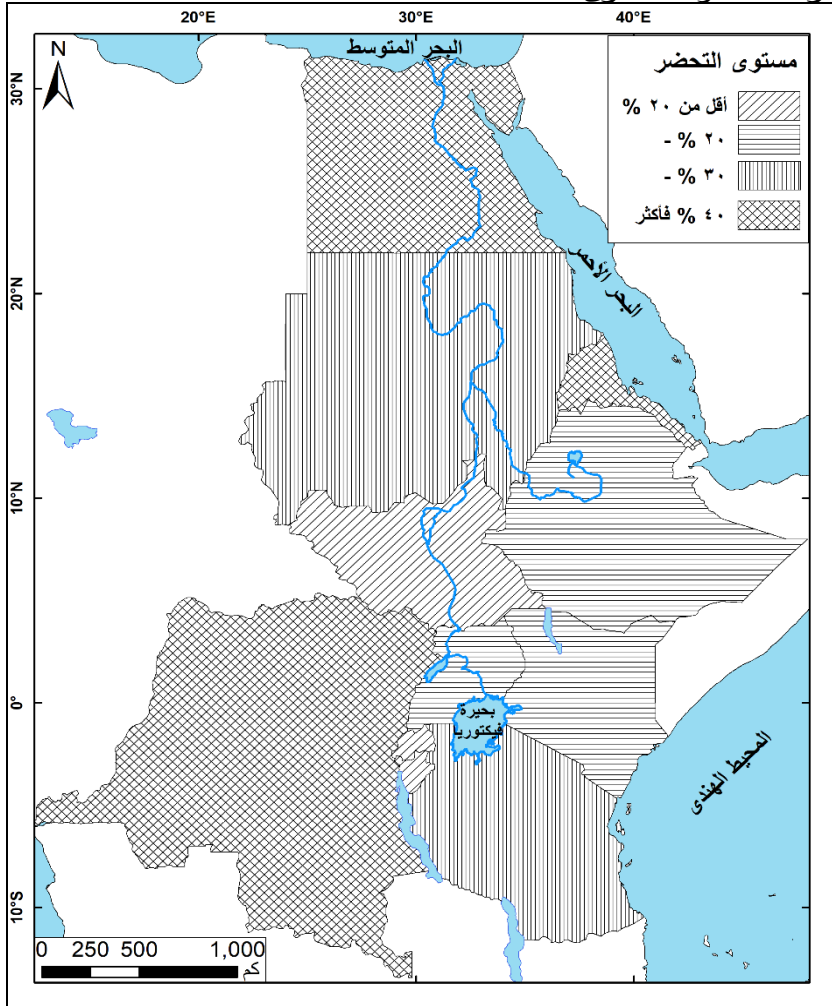 20°E
30°E
40°E
30°N
20°N
10°N
0°
10°S
N
البحر المتوسط
مستوى التحضر
أقل من ٢٠ %
٢٠ % -
٣٠ % -
٤٠ % فأكثر
البحر الأحمر
بحيرة
فيكتوريا
المحيط الهندى
0 250 500 1,000
كم